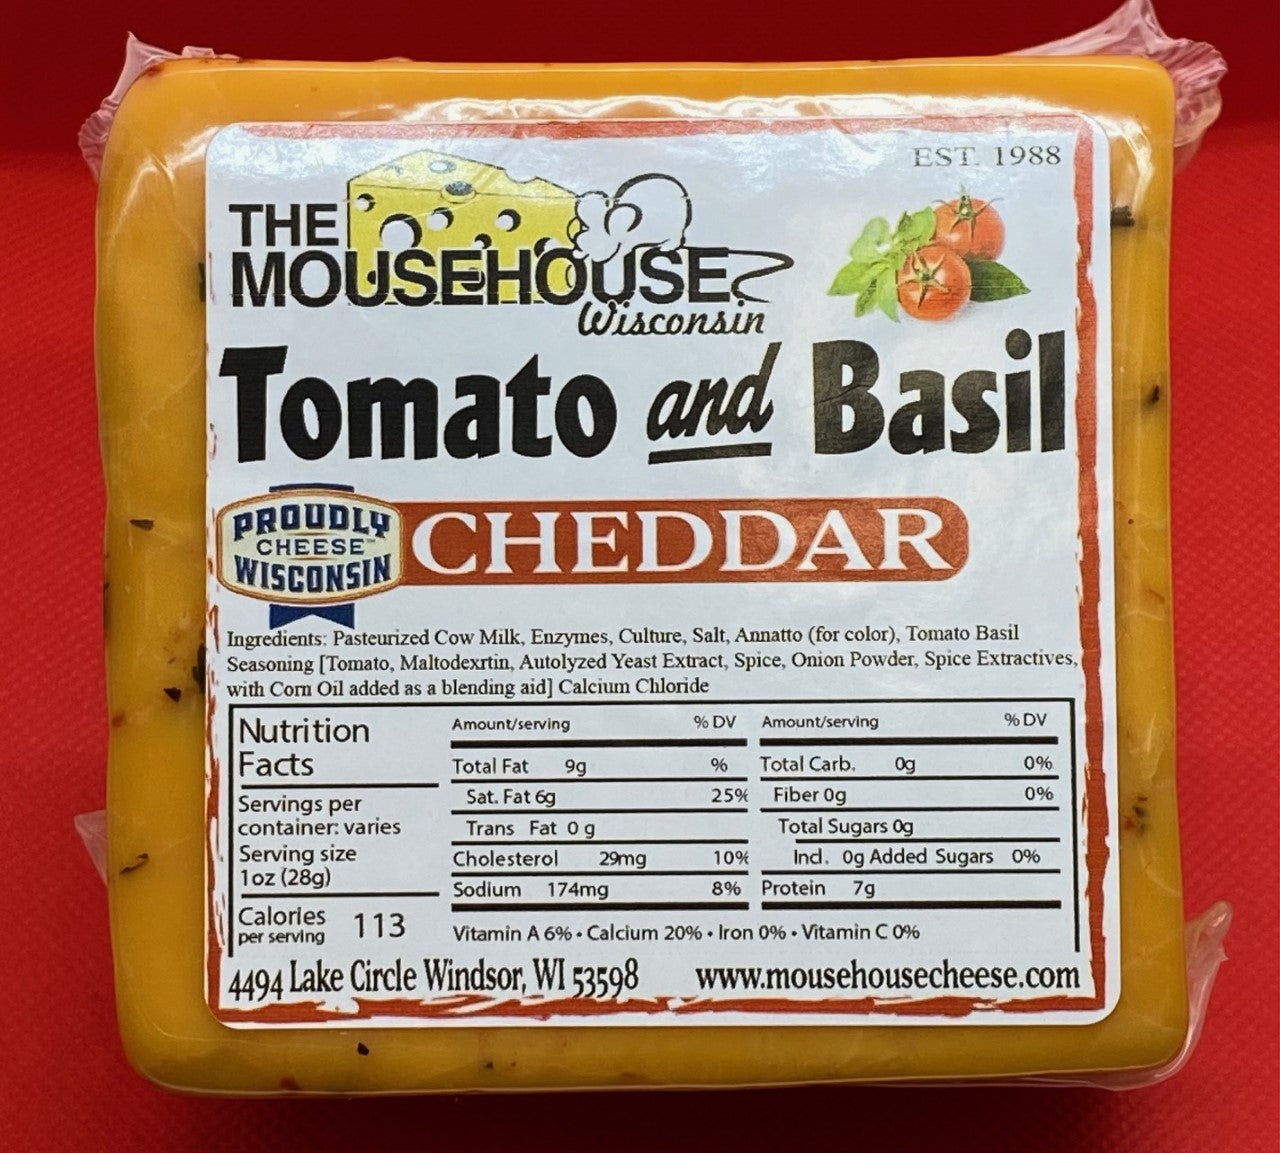 EST. 1988
THE
MOUSEHOUSE
Wisconsin
Tomato and Basil
PROUDLY
CHEESE™
WISCONSIN
CHEDDAR
Ingredients: Pasteurized Cow Milk, Enzymes, Culture, Salt, Annatto (for color), Tomato Basil
Seasoning [Tomato, Maltodexrtin, Autolyzed Yeast Extract, Spice, Onion Powder, Spice Extractives,
with Corn Oil added as a blending aid] Calcium Chloride
Nutrition
Facts
Servings per
container: varies
Serving size
1oz (28g)
Calories
per serving 113
Amount/serving % DV
Total Fat 9g %
Sat. Fat 6g 25%
Trans Fat 0 g
Cholesterol 29mg 10%
Sodium 174mg 8%
Amount/serving % DV
Total Carb. 0g 0%
Fiber 0g 0%
Total Sugars 0g
Incl. 0g Added Sugars 0%
Protein 7g
Vitamin A 6% • Calcium 20% • Iron 0% • Vitamin C 0%
4494 Lake Circle Windsor, WI 53598 www.mousehousecheese.com